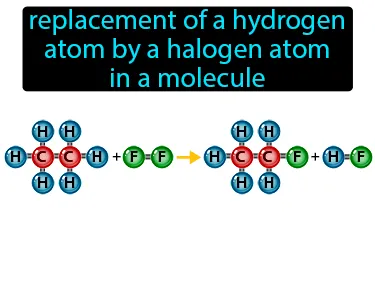 replacement of a hydrogen
atom by a halogen atom
in a molecule
H H H H
H C C H + F F → H C C F + H F
H H H H